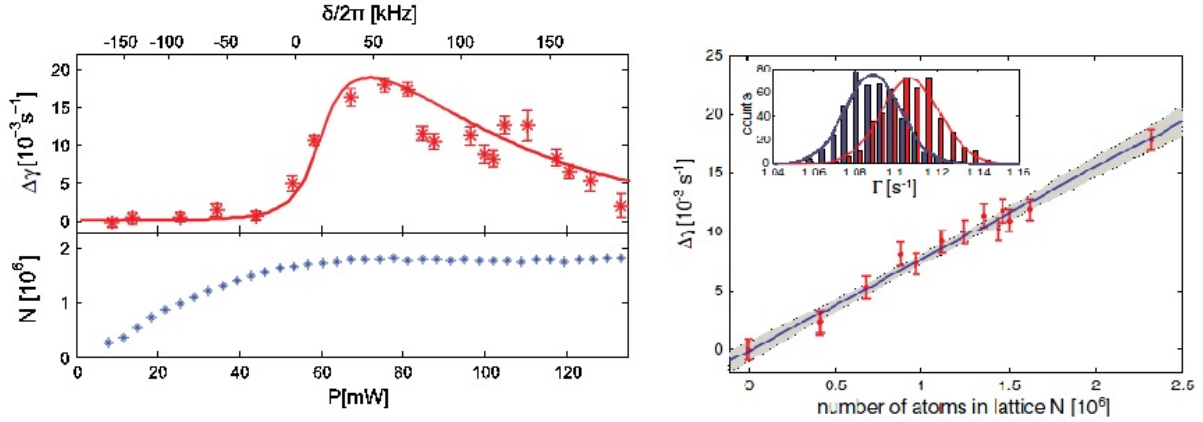 δ/2π [kHz]
-150 -100 -50 0 50 100 150
Δγ [10⁻³s⁻¹]
20
15
10
5
0
N [10⁶]
2
1
0
0 20 40 60 80 100 120
P[mW]
25
20
15
10
5
0
Δγ [10⁻³ s⁻¹]
counts
80
60
40
20
0
1.04 1.06 1.08 1.1 1.12 1.14 1.16
Γ [s⁻¹]
0 0.5 1 1.5 2 2.5
number of atoms in lattice N [10⁶]